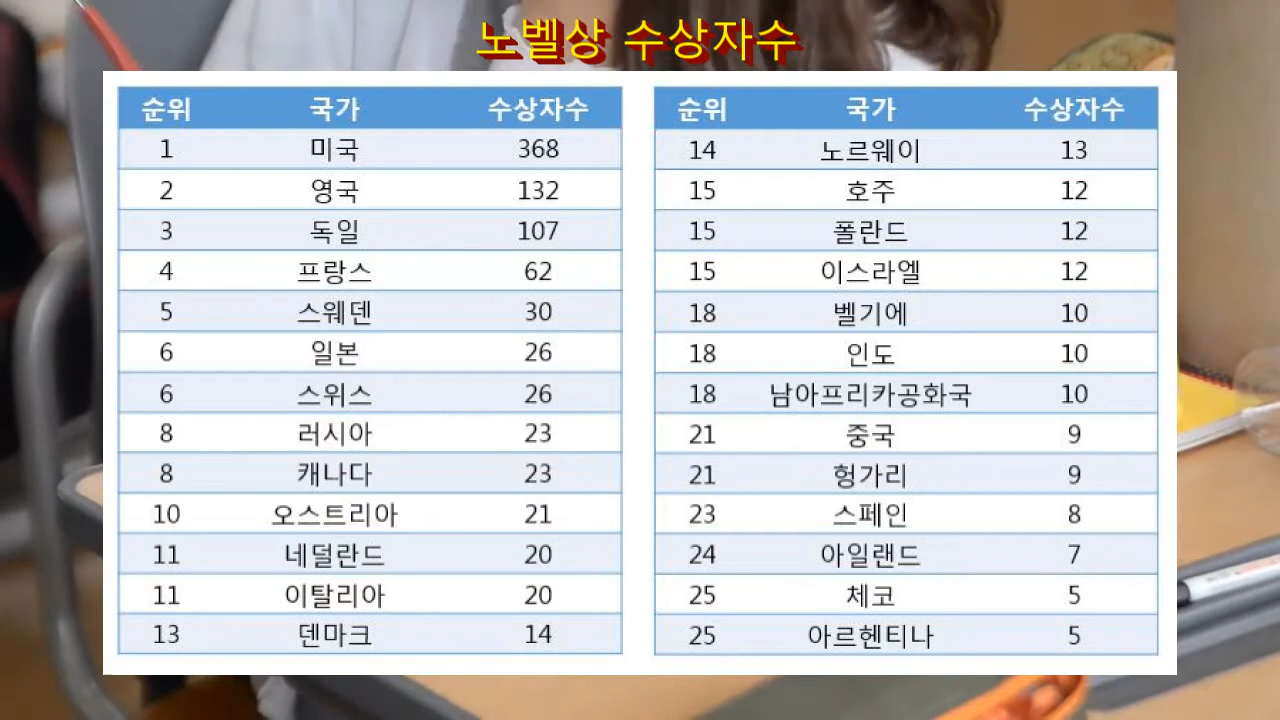 노벨상 수상자수
순위 국가 수상자수
1 미국 368
2 영국 132
3 독일 107
4 프랑스 62
5 스웨덴 30
6 일본 26
6 스위스 26
8 러시아 23
8 캐나다 23
10 오스트리아 21
11 네덜란드 20
11 이탈리아 20
13 덴마크 14
순위 국가 수상자수
14 노르웨이 13
15 호주 12
15 폴란드 12
15 이스라엘 12
18 벨기에 10
18 인도 10
18 남아프리카공화국 10
21 중국 9
21 헝가리 9
23 스페인 8
24 아일랜드 7
25 체코 5
25 아르헨티나 5